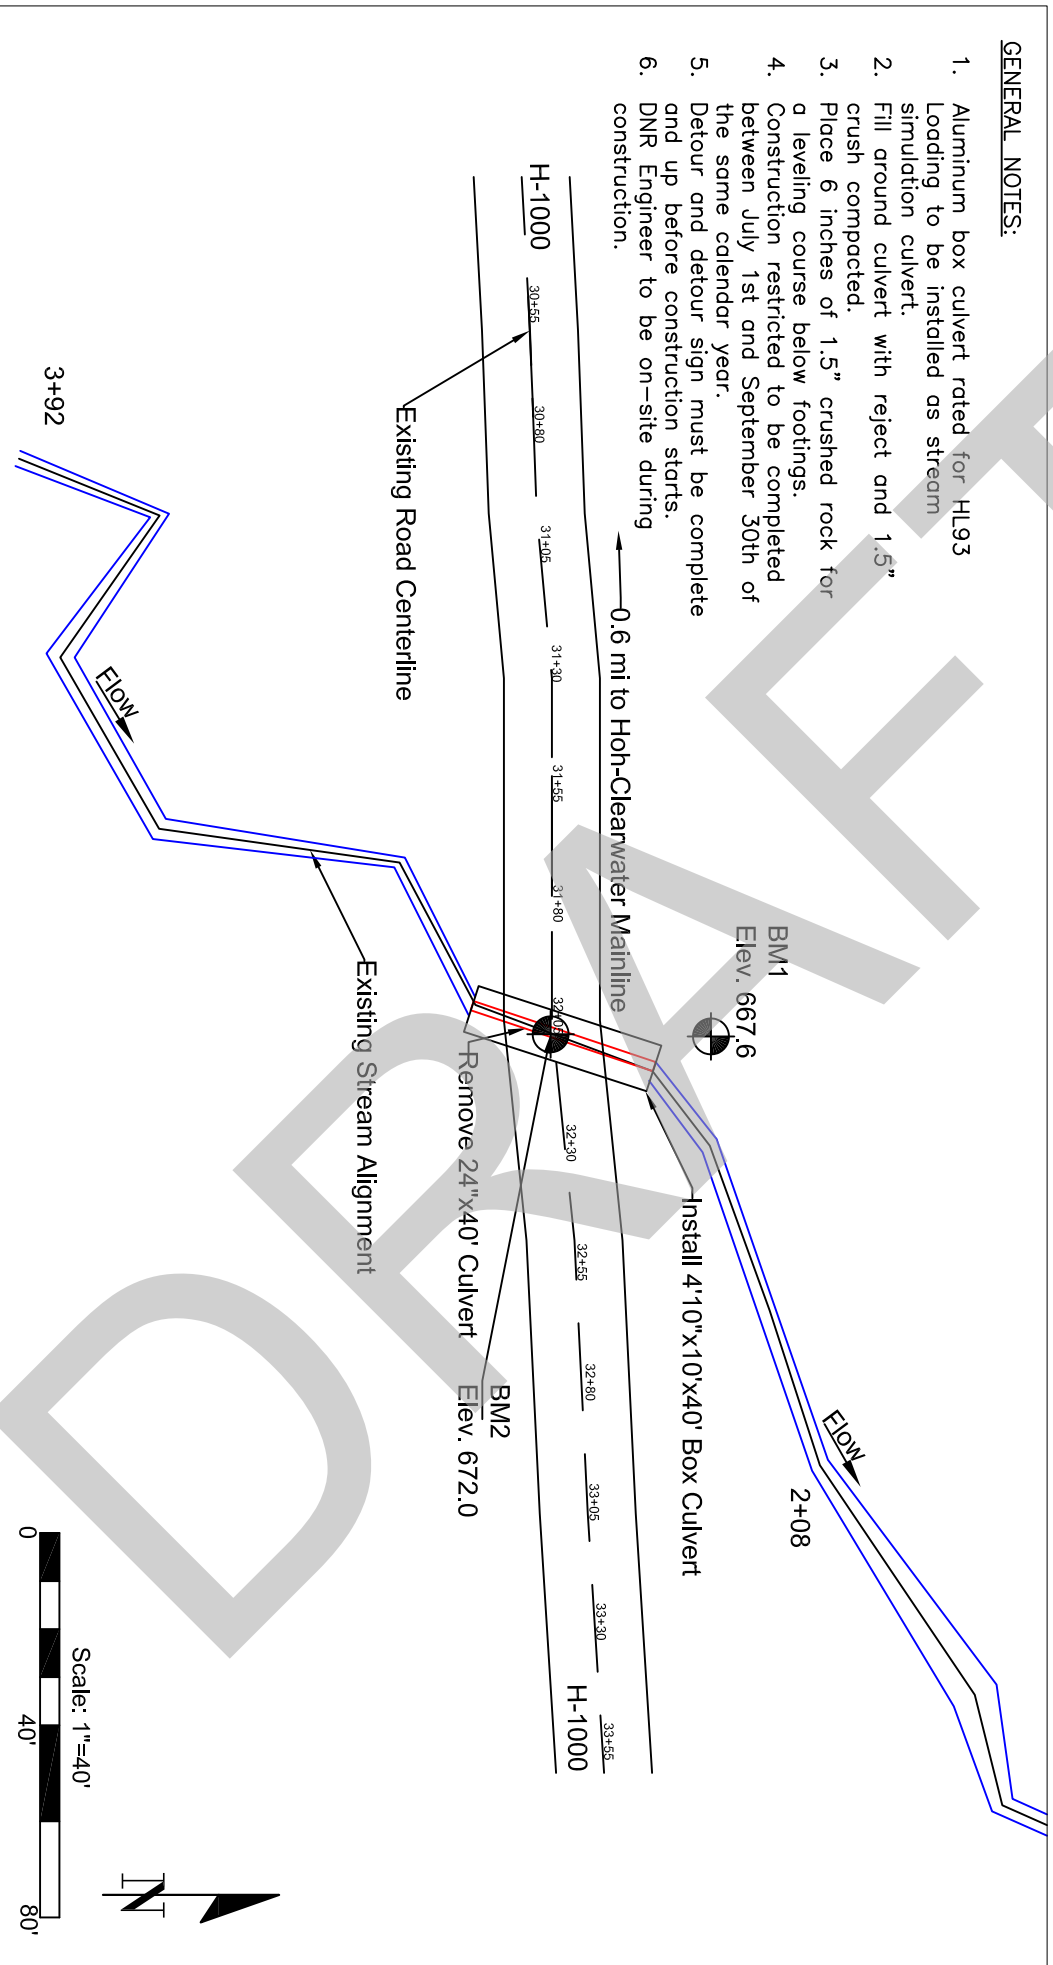 GENERAL NOTES:
1. Aluminum box culvert rated for HL93
Loading to be installed as stream
simulation culvert.
2. Fill around culvert with reject and 1.5"
crush compacted.
3. Place 6 inches of 1.5" crushed rock for
a leveling course below footings.
4. Construction restricted to be completed
between July 1st and September 30th of
the same calendar year.
5. Detour and detour sign must be complete
and up before construction starts.
6. DNR Engineer to be on-site during
construction.
BM1
Elev. 667.6
0.6 mi to Hoh-Clearwater Mainline
Install 4'10"x10'x40' Box Culvert
Flow
2+08
H-1000
30+55
30+80
31+05
31+30
31+55
31+80
32+05
32+30
32+55
32+80
33+05
33+30
33+55
H-1000
BM2
Elev. 672.0
Remove 24"x40' Culvert
Existing Road Centerline
Existing Stream Alignment
Flow
3+92
Scale: 1"=40'
0
40'
80'
N
DRAFT